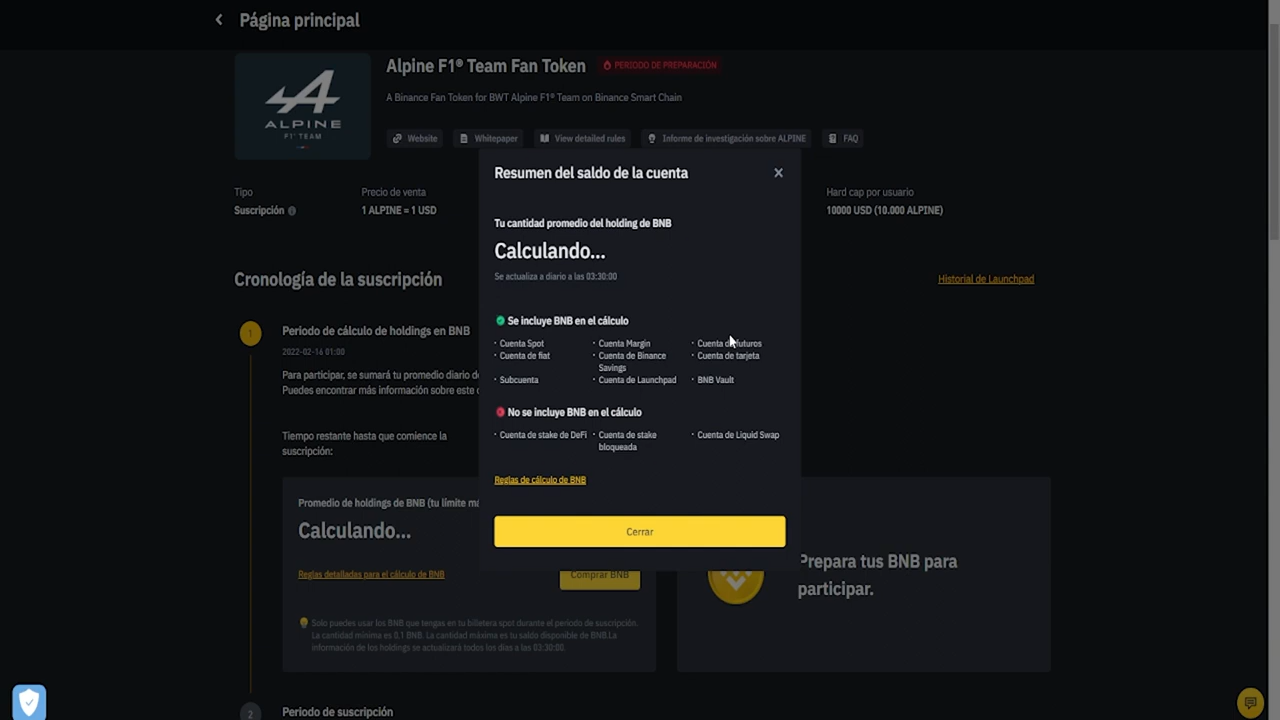 Página principal
Alpine F1® Team Fan Token
PERIODO DE PREPARACIÓN
A Binance Fan Token for BWT Alpine F1® Team on Binance Smart Chain
ALPINE
F1® TEAM
Website
Whitepaper
View detailed rules
Informe de investigación sobre ALPINE
FAQ
Tipo
Suscripción
Precio de venta
1 ALPINE = 1 USD
Hard cap por usuario
10000 USD (10.000 ALPINE)
Resumen del saldo de la cuenta
Tu cantidad promedio del holding de BNB
Calculando...
Se actualiza a diario a las 03:30:00
Se incluye BNB en el cálculo
· Cuenta Spot
· Cuenta Margin
· Cuenta de futuros
· Cuenta de fiat
· Cuenta de Binance
Savings
· Cuenta de tarjeta
· Subcuenta
· Cuenta de Launchpad
· BNB Vault
No se incluye BNB en el cálculo
· Cuenta de stake de DeFi
· Cuenta de stake
bloqueada
· Cuenta de Liquid Swap
Reglas de cálculo de BNB
Cerrar
Cronología de la suscripción
Historial de Launchpad
1
Periodo de cálculo de holdings en BNB
2022-02-16 01:00
Para participar, se sumará tu promedio diario de
Puedes encontrar más información sobre este
Tiempo restante hasta que comience la
suscripción:
Promedio de holdings de BNB (tu límite
Calculando...
Reglas detalladas para el cálculo de BNB
Comprar BNB
Solo puedes usar los BNB que tengas en tu billetera spot durante el periodo de suscripción.
La cantidad mínima es 0,1 BNB. La cantidad máxima es tu saldo disponible de BNB.La
información de los holdings se actualizará todos los días a las 03:30:00.
Prepara tus BNB para
participar.
2
Periodo de suscripción